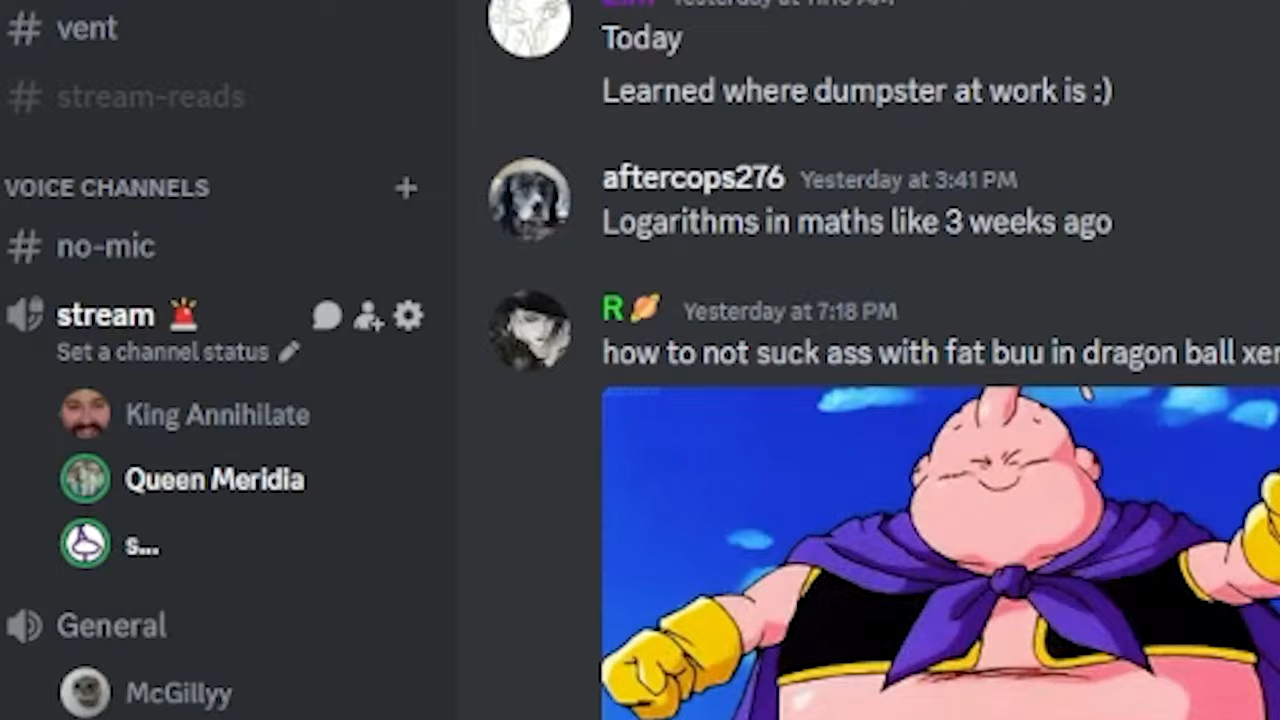 # vent
# stream-reads
VOICE CHANNELS +
# no-mic
stream 🚨
Set a channel status
King Annihilate
Queen Meridia
s...
General
McGillyy
Today
Learned where dumpster at work is :)
aftercops276 Yesterday at 3:41 PM
Logarithms in maths like 3 weeks ago
R🪐 Yesterday at 7:18 PM
how to not suck ass with fat buu in dragon ball xen